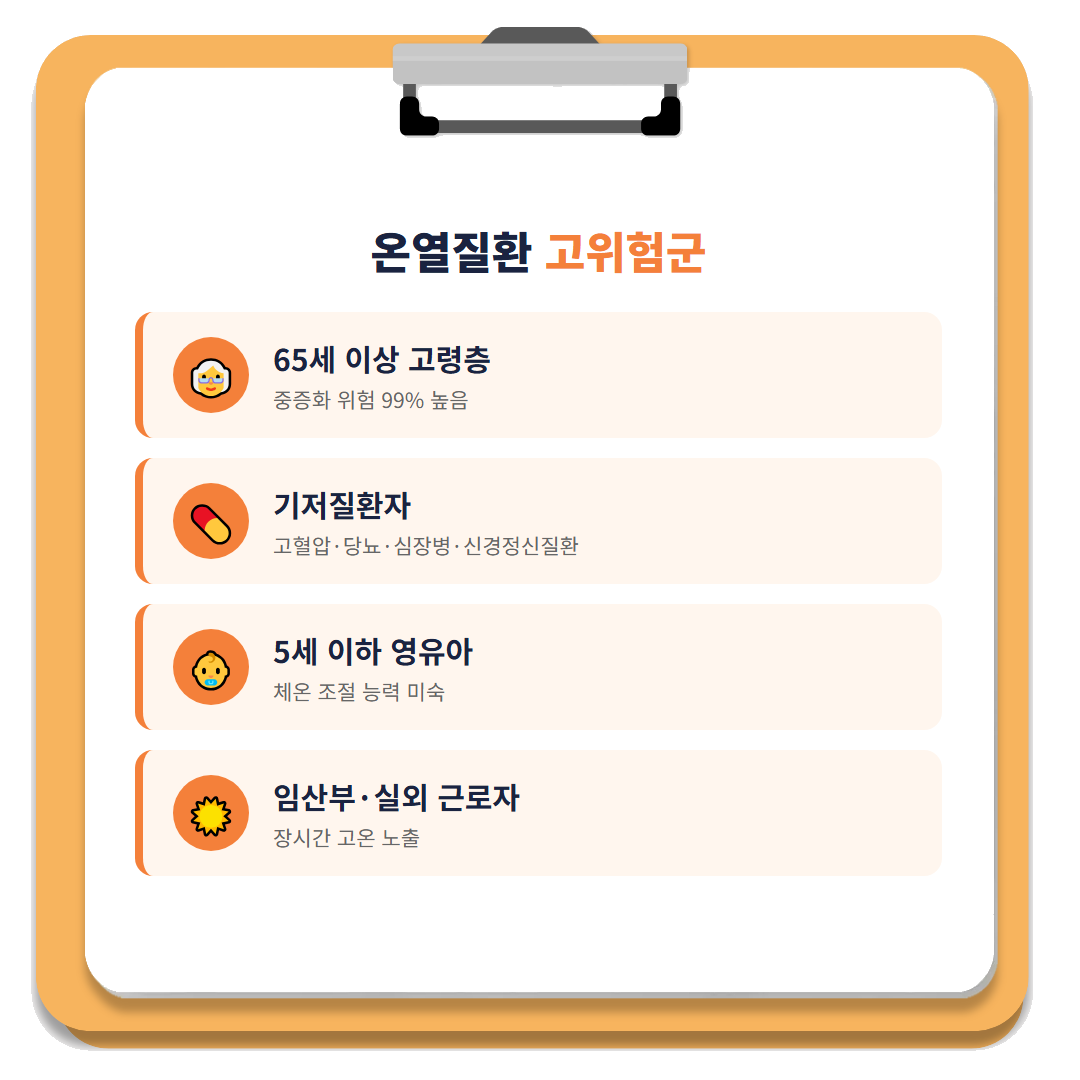 온열질환 고위험군
65세 이상 고령층
중증화 위험 99% 높음
기저질환자
고혈압·당뇨·심장병·신경정신질환
5세 이하 영유아
체온 조절 능력 미숙
임산부·실외 근로자
장시간 고온 노출